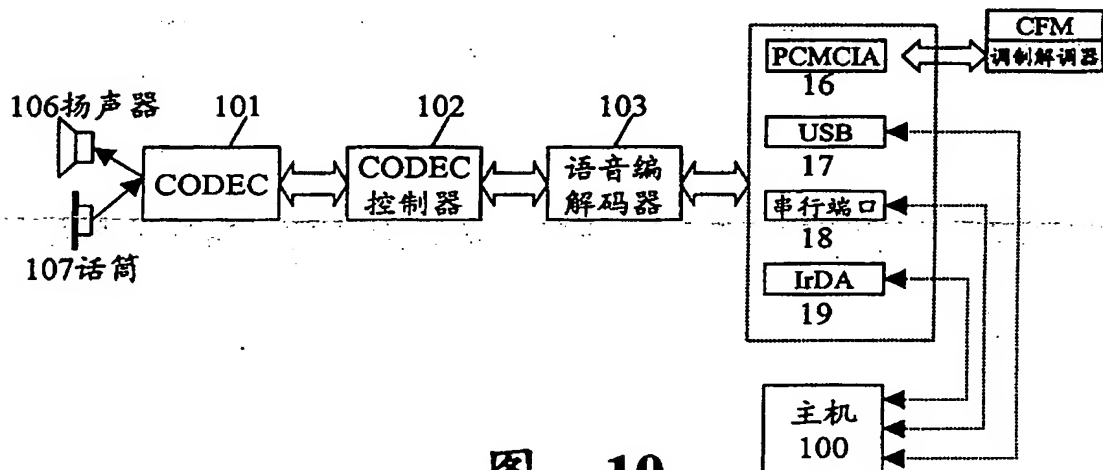 CFM
调制解调器
PCMCIA
16
106扬声器
101
102
103
USB
17
CODEC
CODEC
控制器
语音编
解码器
串行端口
18
107话筒
IrDA
19
主机
100
图 10